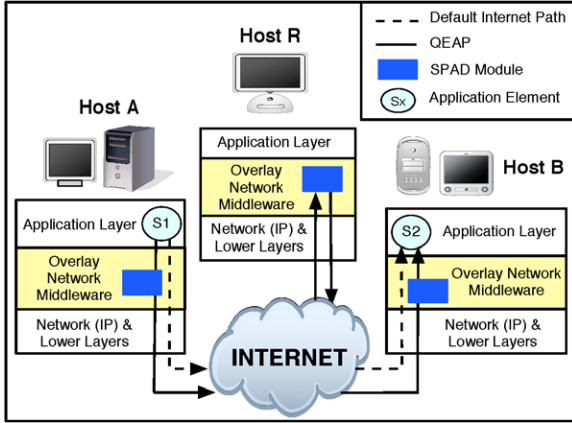 Default Internet Path
QEAP
SPAD Module
Sx
Application Element
Host R
Host A
Host B
Application Layer
Overlay
Network
Middleware
Network (IP) &
Lower Layers
Application Layer
S1
Overlay
Network
Middleware
Network (IP) &
Lower Layers
S2
Application Layer
Overlay Network
Middleware
Network (IP) &
Lower Layers
INTERNET